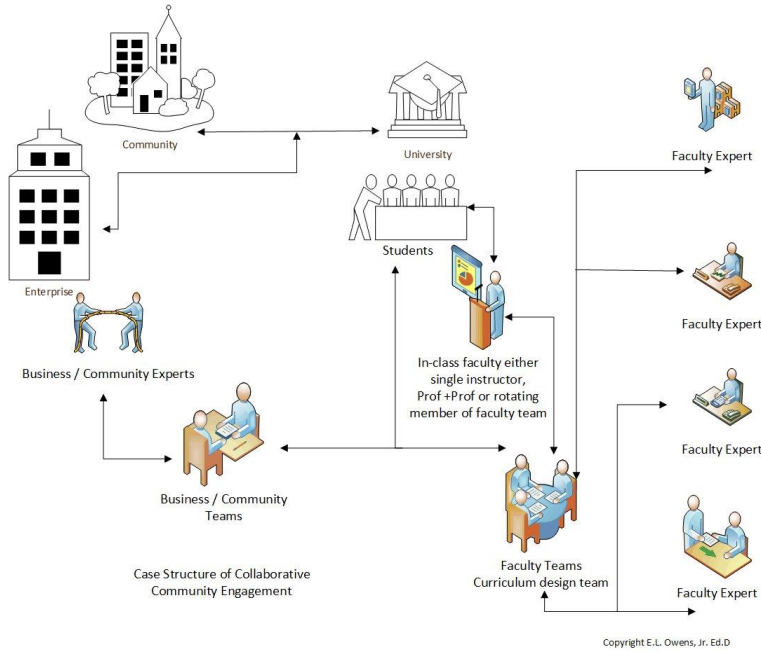 Community
University
Faculty Expert
Students
Enterprise
Faculty Expert
In-class faculty either
single instructor,
Prof +Prof or rotating
member of faculty team
Business / Community Experts
Faculty Expert
Business / Community
Teams
Faculty Teams
Curriculum design team
Case Structure of Collaborative
Community Engagement
Faculty Expert
Copyright E.L. Owens, Jr. Ed.D